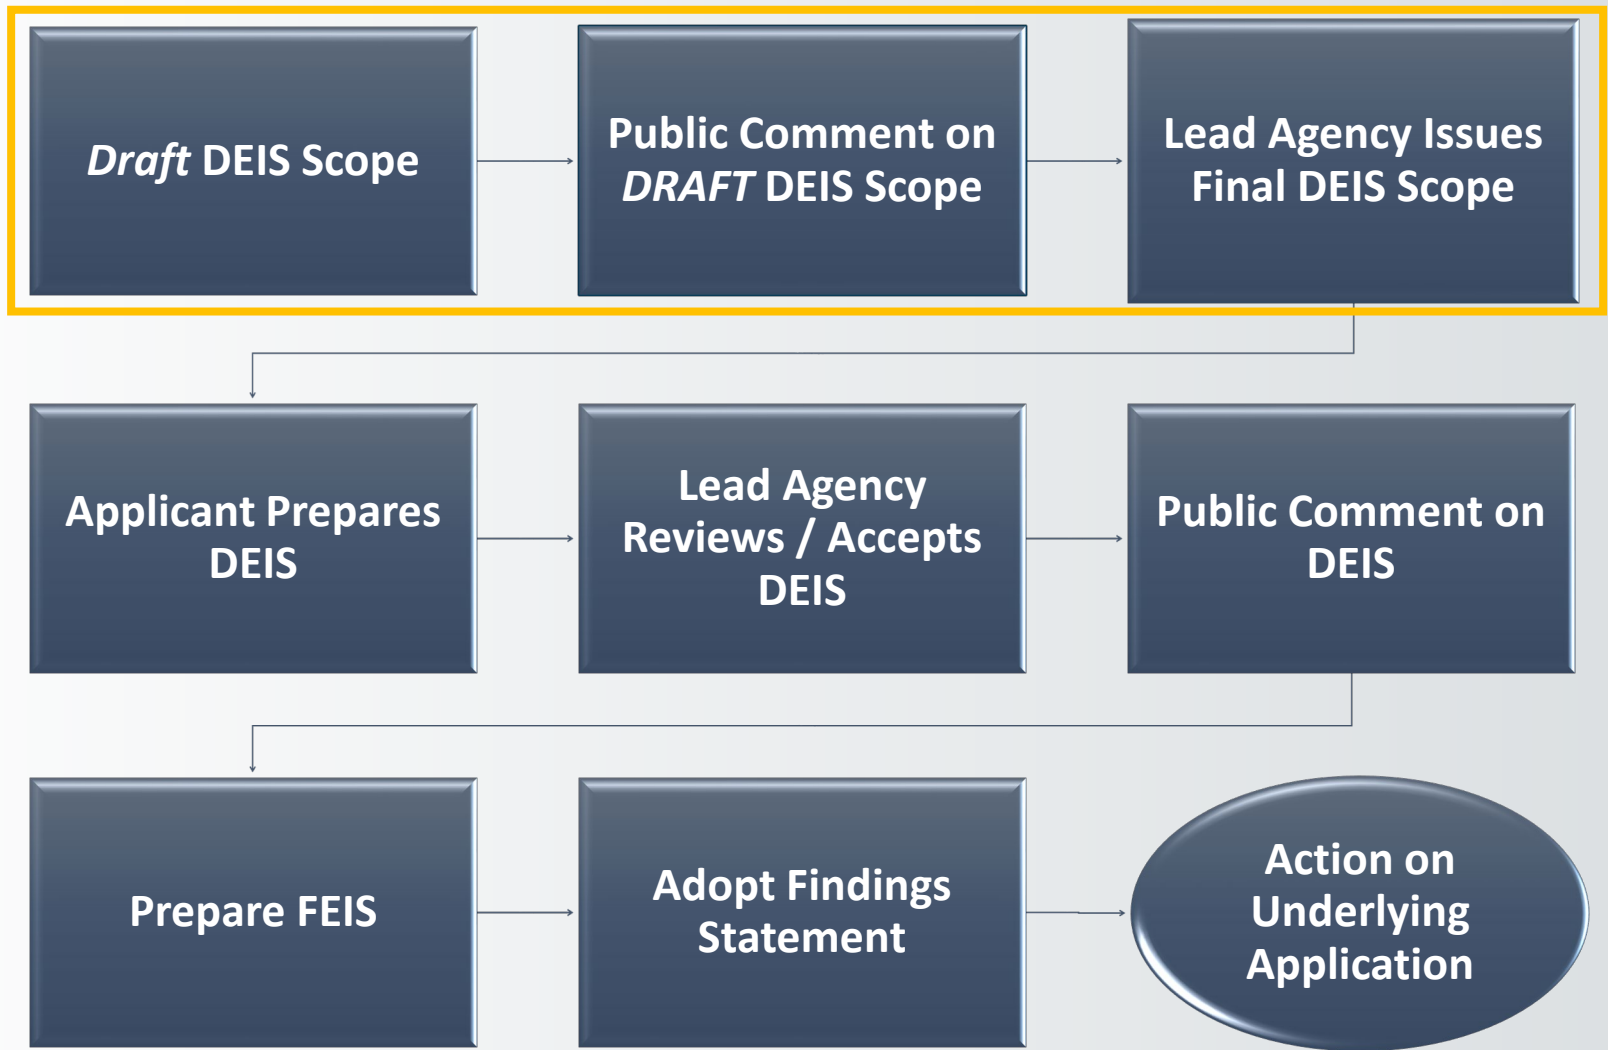 Draft DEIS Scope
Public Comment on
DRAFT DEIS Scope
Lead Agency Issues
Final DEIS Scope
Applicant Prepares
DEIS
Lead Agency
Reviews / Accepts
DEIS
Public Comment on
DEIS
Prepare FEIS
Adopt Findings
Statement
Action on
Underlying
Application